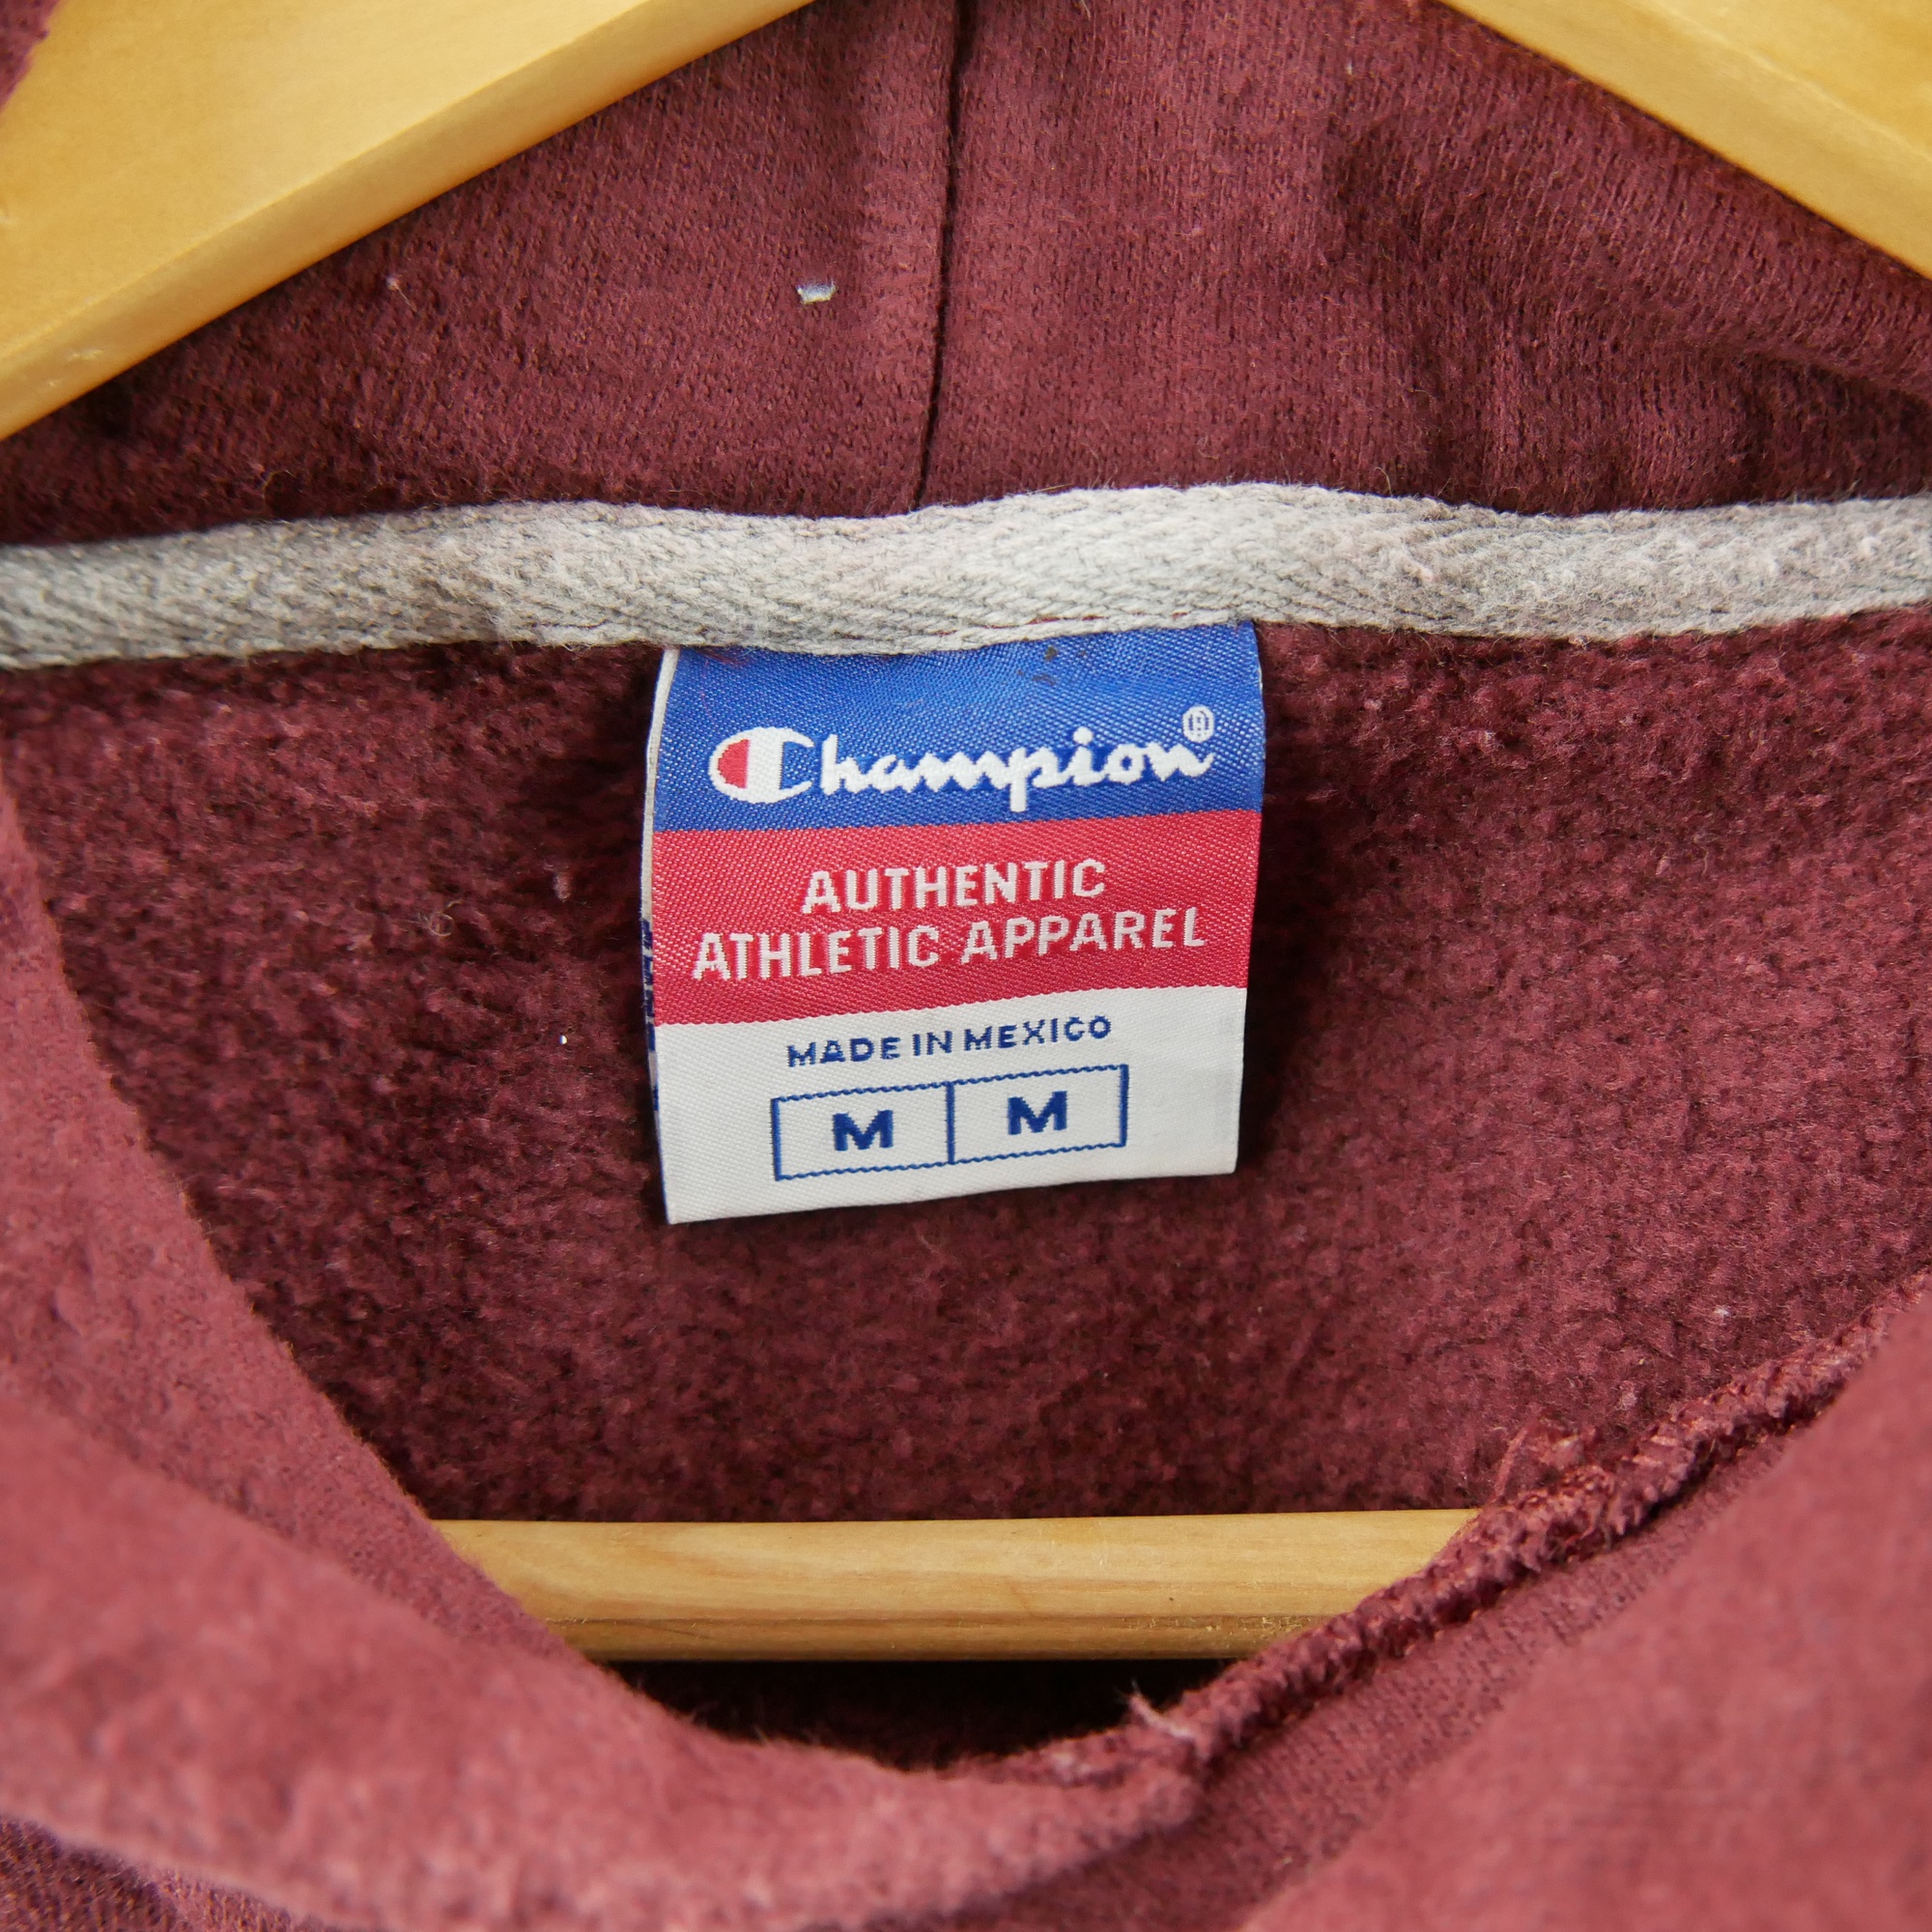 Champion®
AUTHENTIC
ATHLETIC APPAREL
MADE IN MEXICO
M M